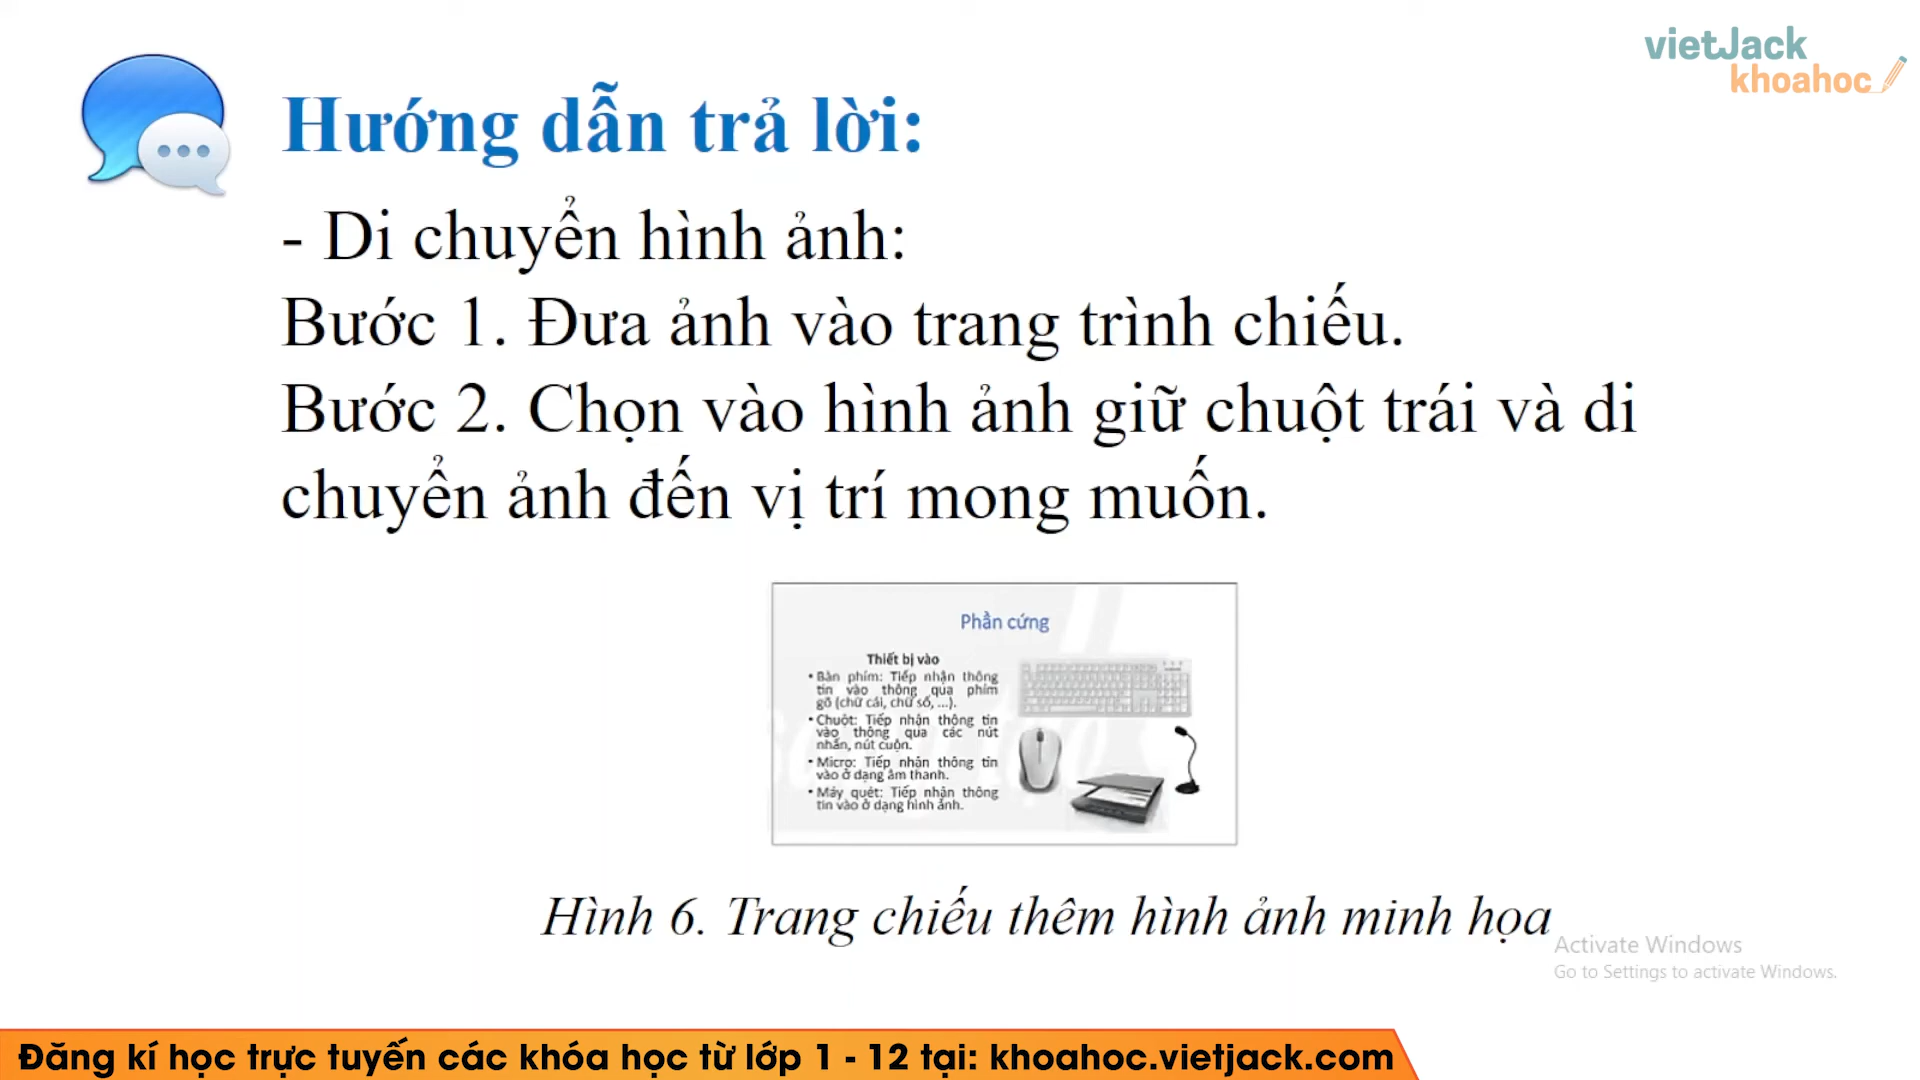 vietJack
khoahoc
Hướng dẫn trả lời:
- Di chuyển hình ảnh:
Bước 1. Đưa ảnh vào trang trình chiếu.
Bước 2. Chọn vào hình ảnh giữ chuột trái và di
chuyển ảnh đến vị trí mong muốn.
Phần cứng
Thiết bị vào
• Bàn phím: Tiếp nhận thông
tin vào thông qua phím
gõ (chữ cái, chữ số, ...).
• Chuột: Tiếp nhận thông tin
vào thông qua các nút
nhấn, nút cuộn.
• Micro: Tiếp nhận thông tin
vào ở dạng âm thanh.
• Máy quét: Tiếp nhận thông
tin vào ở dạng hình ảnh.
Hình 6. Trang chiếu thêm hình ảnh minh họa
Activate Windows
Go to Settings to activate Windows.
Đăng kí học trực tuyến các khóa học từ lớp 1 - 12 tại: khoahoc.vietjack.com